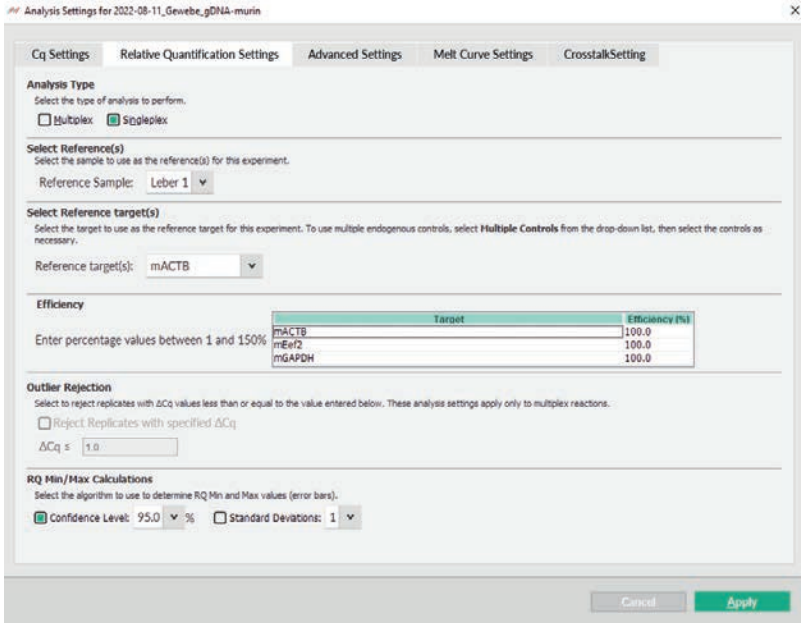 Analysis Settings for 2022-08-11_Gewebe_gDNA-murin
Cq Settings Relative Quantification Settings Advanced Settings Melt Curve Settings CrosstalkSetting
Analysis Type
Select the type of analysis to perform.
Multiplex Singleplex
Select Reference(s)
Select the sample to use as the reference(s) for this experiment.
Reference Sample: Leber 1
Select Reference target(s)
Select the target to use as the reference target for this experiment. To use multiple endogenous controls, select Multiple Controls from the drop-down list, then select the controls as
necessary.
Reference target(s): mACTB
Efficiency
Target Efficiency (%)
mACTB 100.0
Enter percentage values between 1 and 150% mEef2 100.0
mGAPDH 100.0
Outlier Rejection
Select to reject replicates with ΔCq values less than or equal to the value entered below. These analysis settings apply only to multiplex reactions.
Reject Replicates with specified ΔCq
ΔCq ≤ 1.0
RQ Min/Max Calculations
Select the algorithm to use to determine RQ Min and Max values (error bars).
Confidence Level: 95.0 % Standard Deviations: 1
Cancel Apply